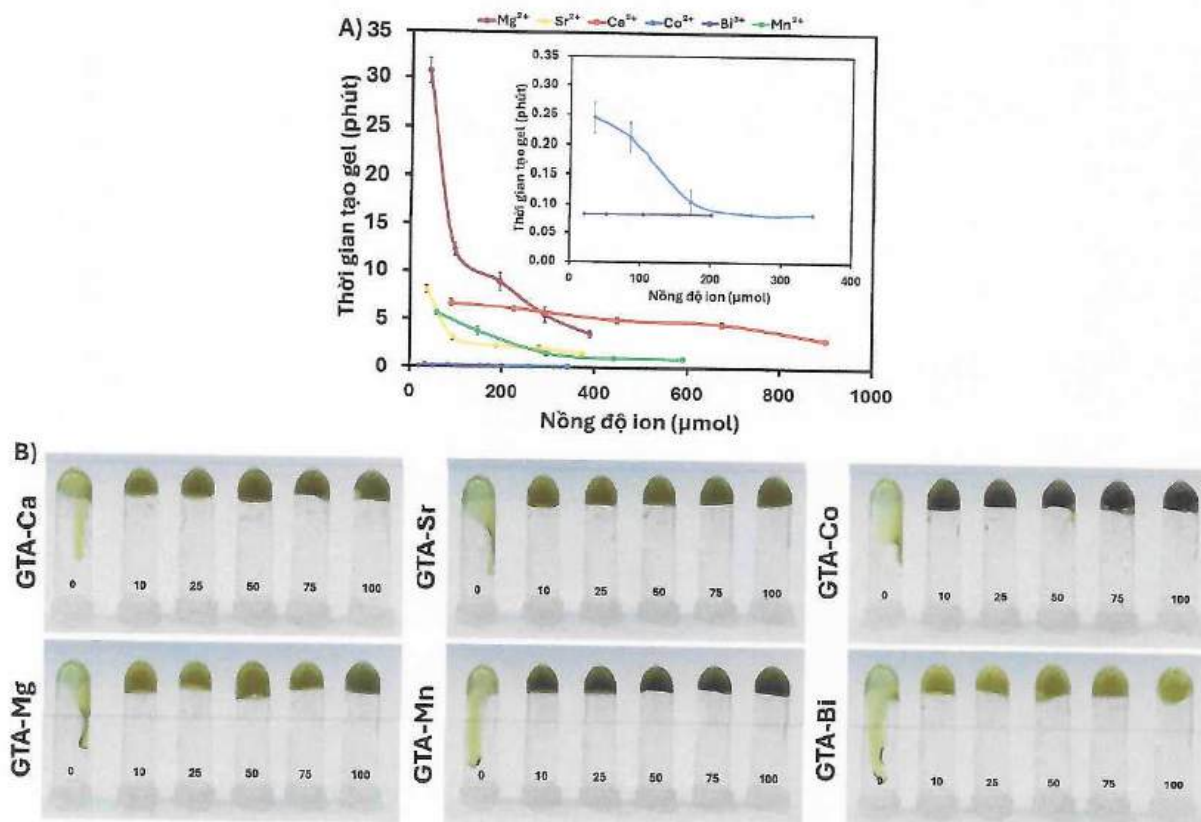 Mg²⁺ Sr²⁺ Ca²⁺ Co²⁺ Bi³⁺ Mn²⁺
A)
Thời gian tạo gel (phút)
35
30
25
20
15
10
5
0
0 200 400 600 800 1000
Nồng độ ion (µmol)
Thời gian tạo gel (phút)
0.35
0.30
0.25
0.20
0.15
0.10
0.05
0.00
0 100 200 300 400
Nồng độ ion (µmol)
B)
GTA-Ca
0 10 25 50 75 100
GTA-Sr
0 10 25 50 75 100
GTA-Co
0 10 25 50 75 100
GTA-Mg
0 10 25 50 75 100
GTA-Mn
0 10 25 50 75 100
GTA-Bi
0 10 25 50 75 100